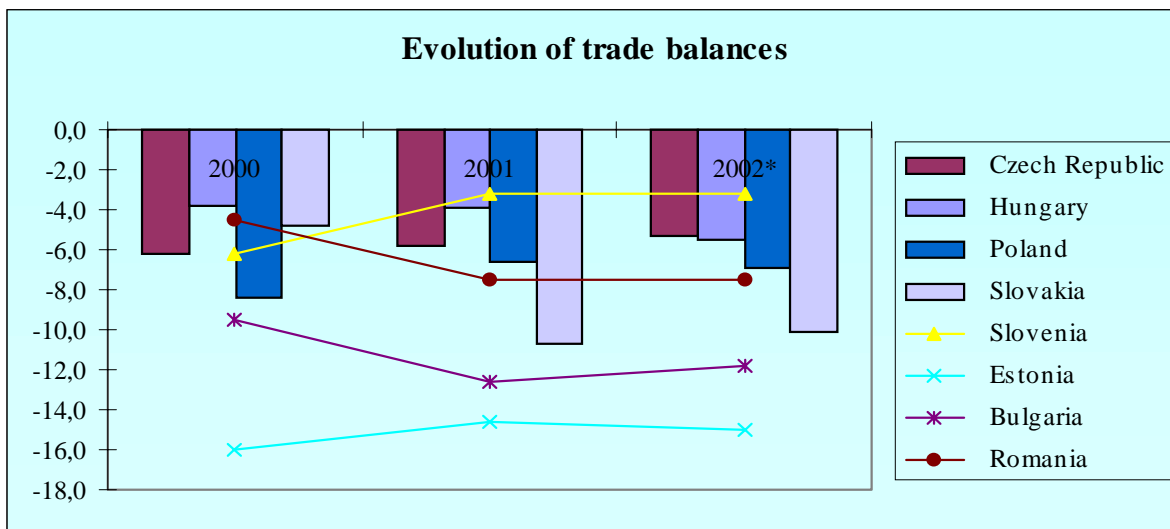 Evolution of trade balances
0,0
-2,0
-4,0
-6,0
-8,0
-10,0
-12,0
-14,0
-16,0
-18,0
2000 2001 2002*
Czech Republic
Hungary
Poland
Slovakia
Slovenia
Estonia
Bulgaria
Romania